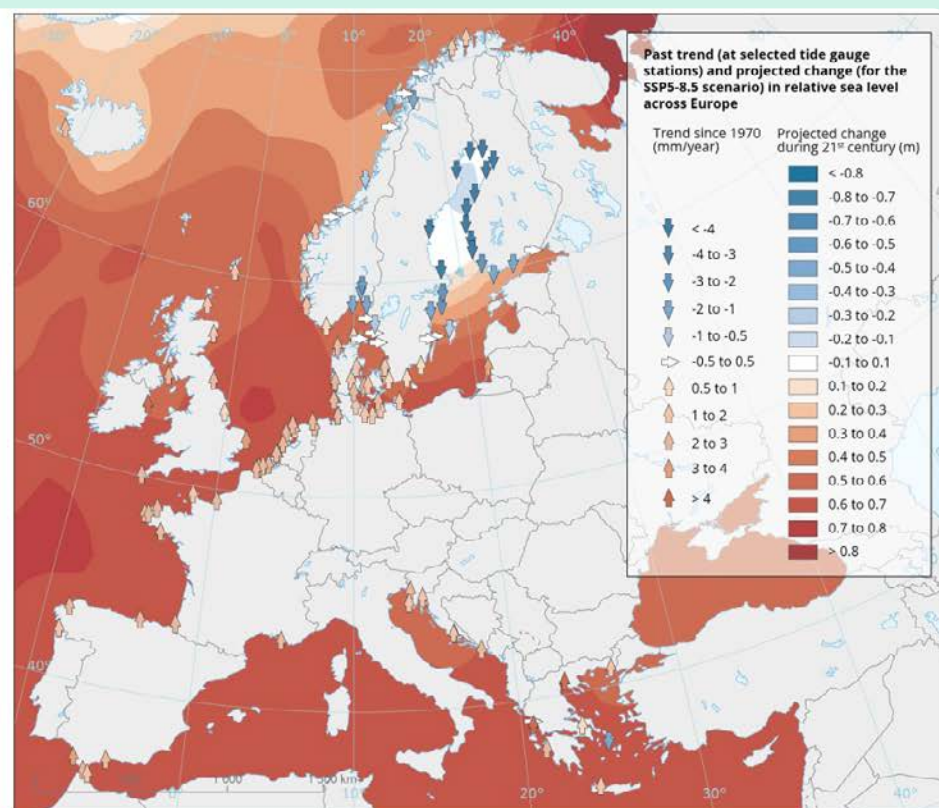 20°
10°
0°
10°
20°
30°
60°
50°
40°
0°
10°
20°
30°
40°
1 000
1 500 km
Past trend (at selected tide gauge
stations) and projected change (for the
SSP5-8.5 scenario) in relative sea level
across Europe
Trend since 1970
(mm/year)
< -4
-4 to -3
-3 to -2
-2 to -1
-1 to -0.5
-0.5 to 0.5
0.5 to 1
1 to 2
2 to 3
3 to 4
> 4
Projected change
during 21st century (m)
< -0.8
-0.8 to -0.7
-0.7 to -0.6
-0.6 to -0.5
-0.5 to -0.4
-0.4 to -0.3
-0.3 to -0.2
-0.2 to -0.1
-0.1 to 0.1
0.1 to 0.2
0.2 to 0.3
0.3 to 0.4
0.4 to 0.5
0.5 to 0.6
0.6 to 0.7
0.7 to 0.8
> 0.8